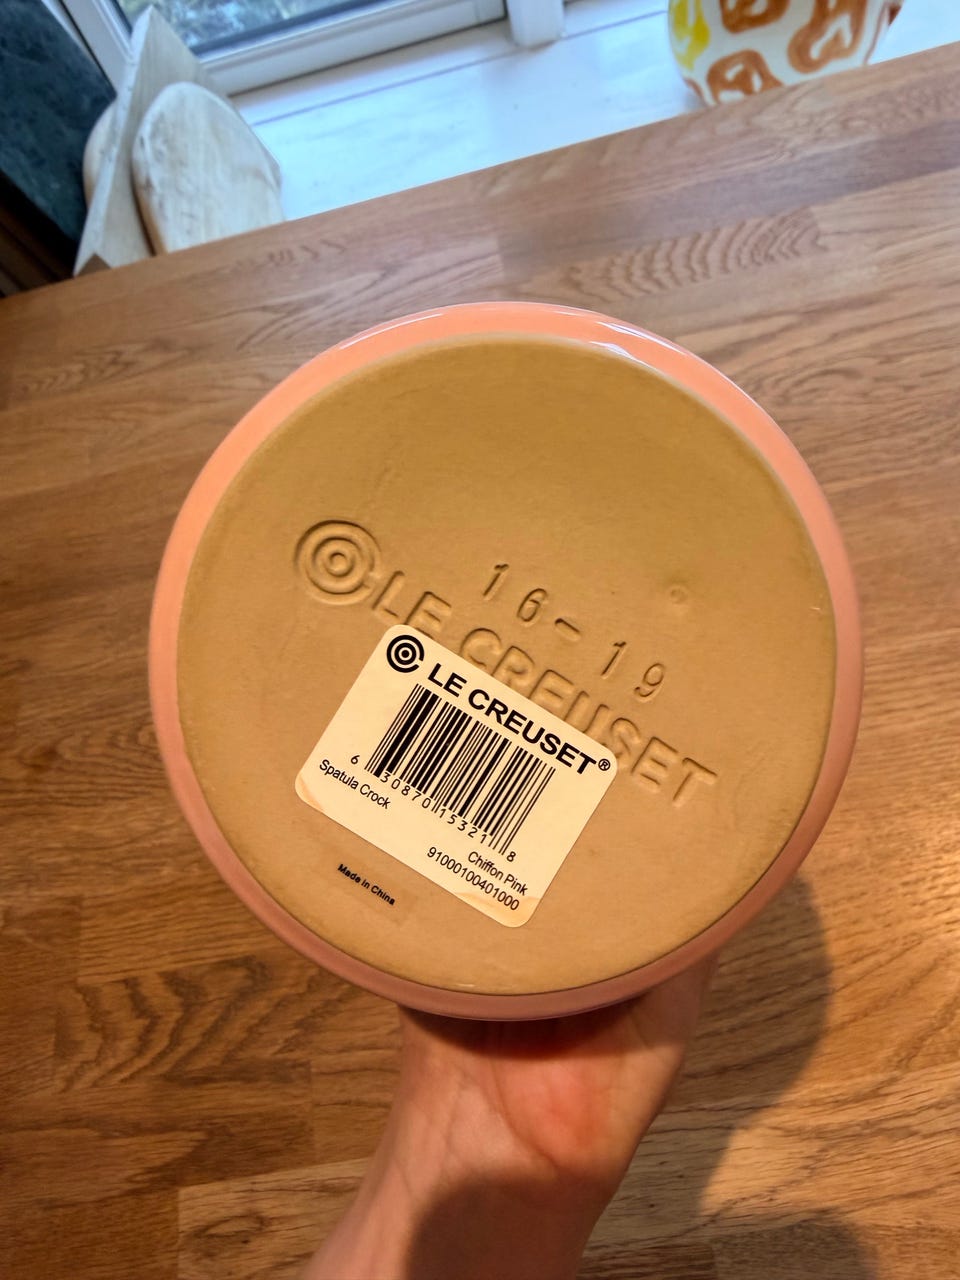 16-19
LE CREUSET
LE CREUSET®
6 30870 15321 8
Spatula Crock
Chiffon Pink
91000100401000
Made in China